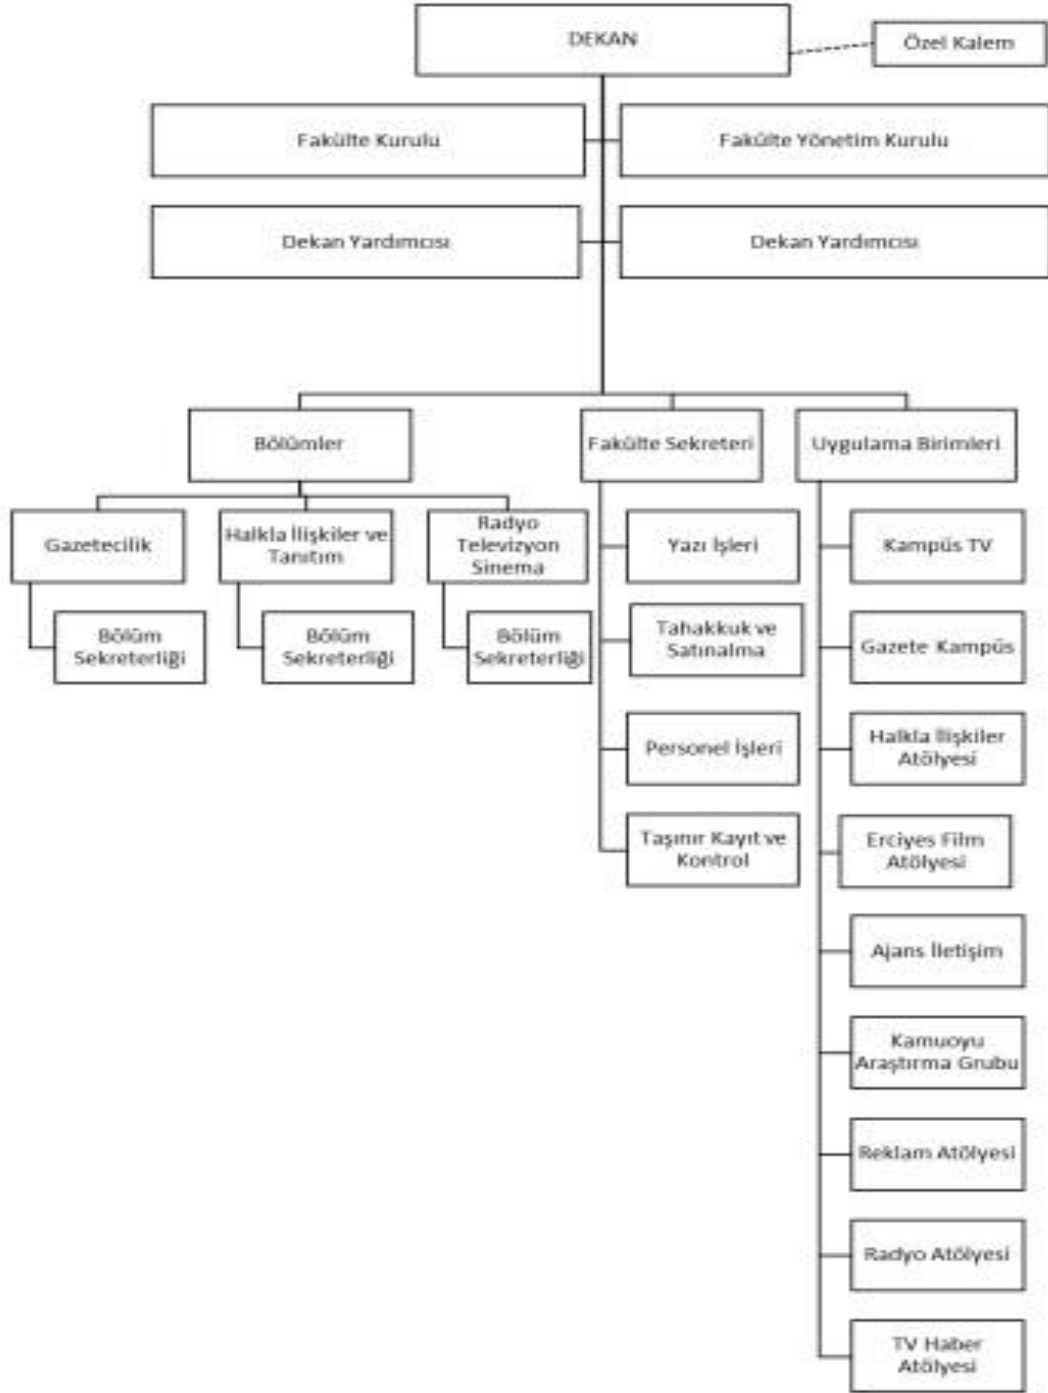 DEKAN
Özel Kalem
Fakülte Kurulu
Fakülte Yönetim Kurulu
Dekan Yardımcısı
Dekan Yardımcısı
Bölümler
Fakülte Sekreteri
Uygulama Birimleri
Gazetecilik
Halkla İlişkiler ve
Tanıtım
Radyo
Televizyon
Sinema
Bölüm
Sekreterliği
Bölüm
Sekreterliği
Bölüm
Sekreterliği
Yazı İşleri
Tahakkuk ve
Satınalma
Personel İşleri
Taşınır Kayıt ve
Kontrol
Kampüs TV
Gazete Kampüs
Halkla İlişkiler
Atölyesi
Erciyes Film
Atölyesi
Ajans İletişim
Kamuoyu
Araştırma Grubu
Reklam Atölyesi
Radyo Atölyesi
TV Haber
Atölyesi